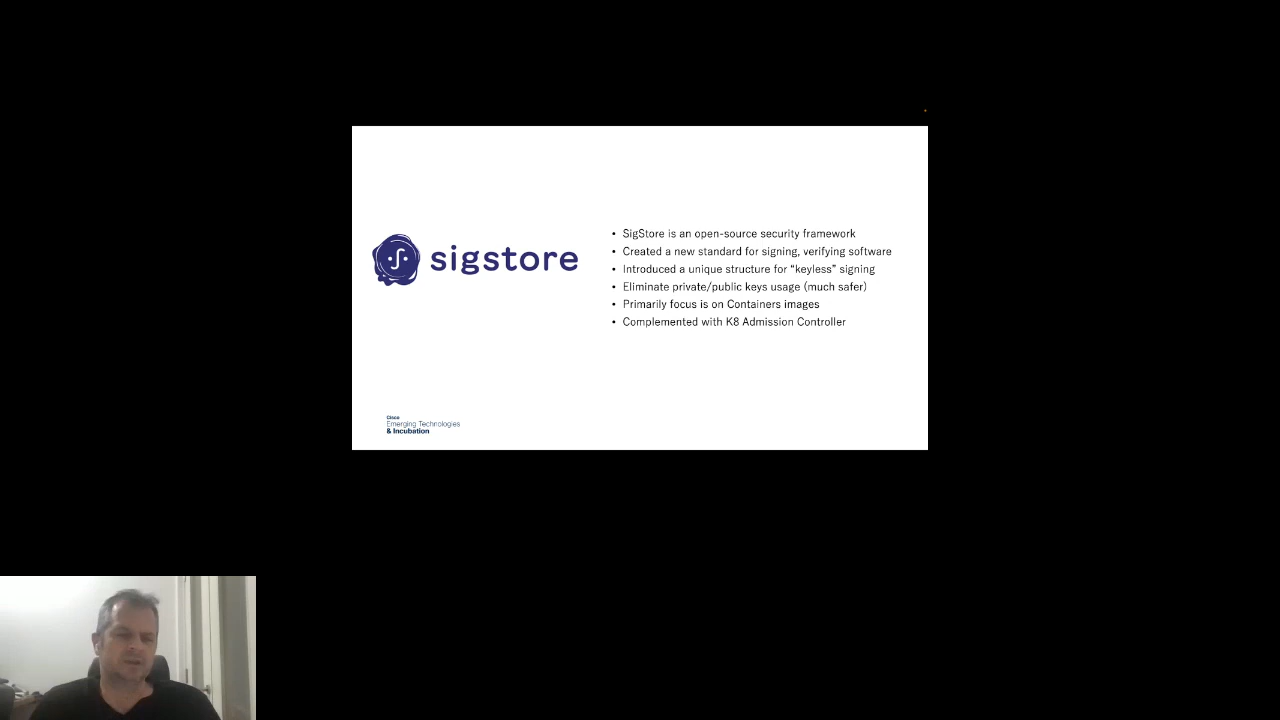 sigstore
• SigStore is an open-source security framework
• Created a new standard for signing, verifying software
• Introduced a unique structure for “keyless” signing
• Eliminate private/public keys usage (much safer)
• Primarily focus is on Containers images
• Complemented with K8 Admission Controller
Cisco
Emerging Technologies
& Incubation